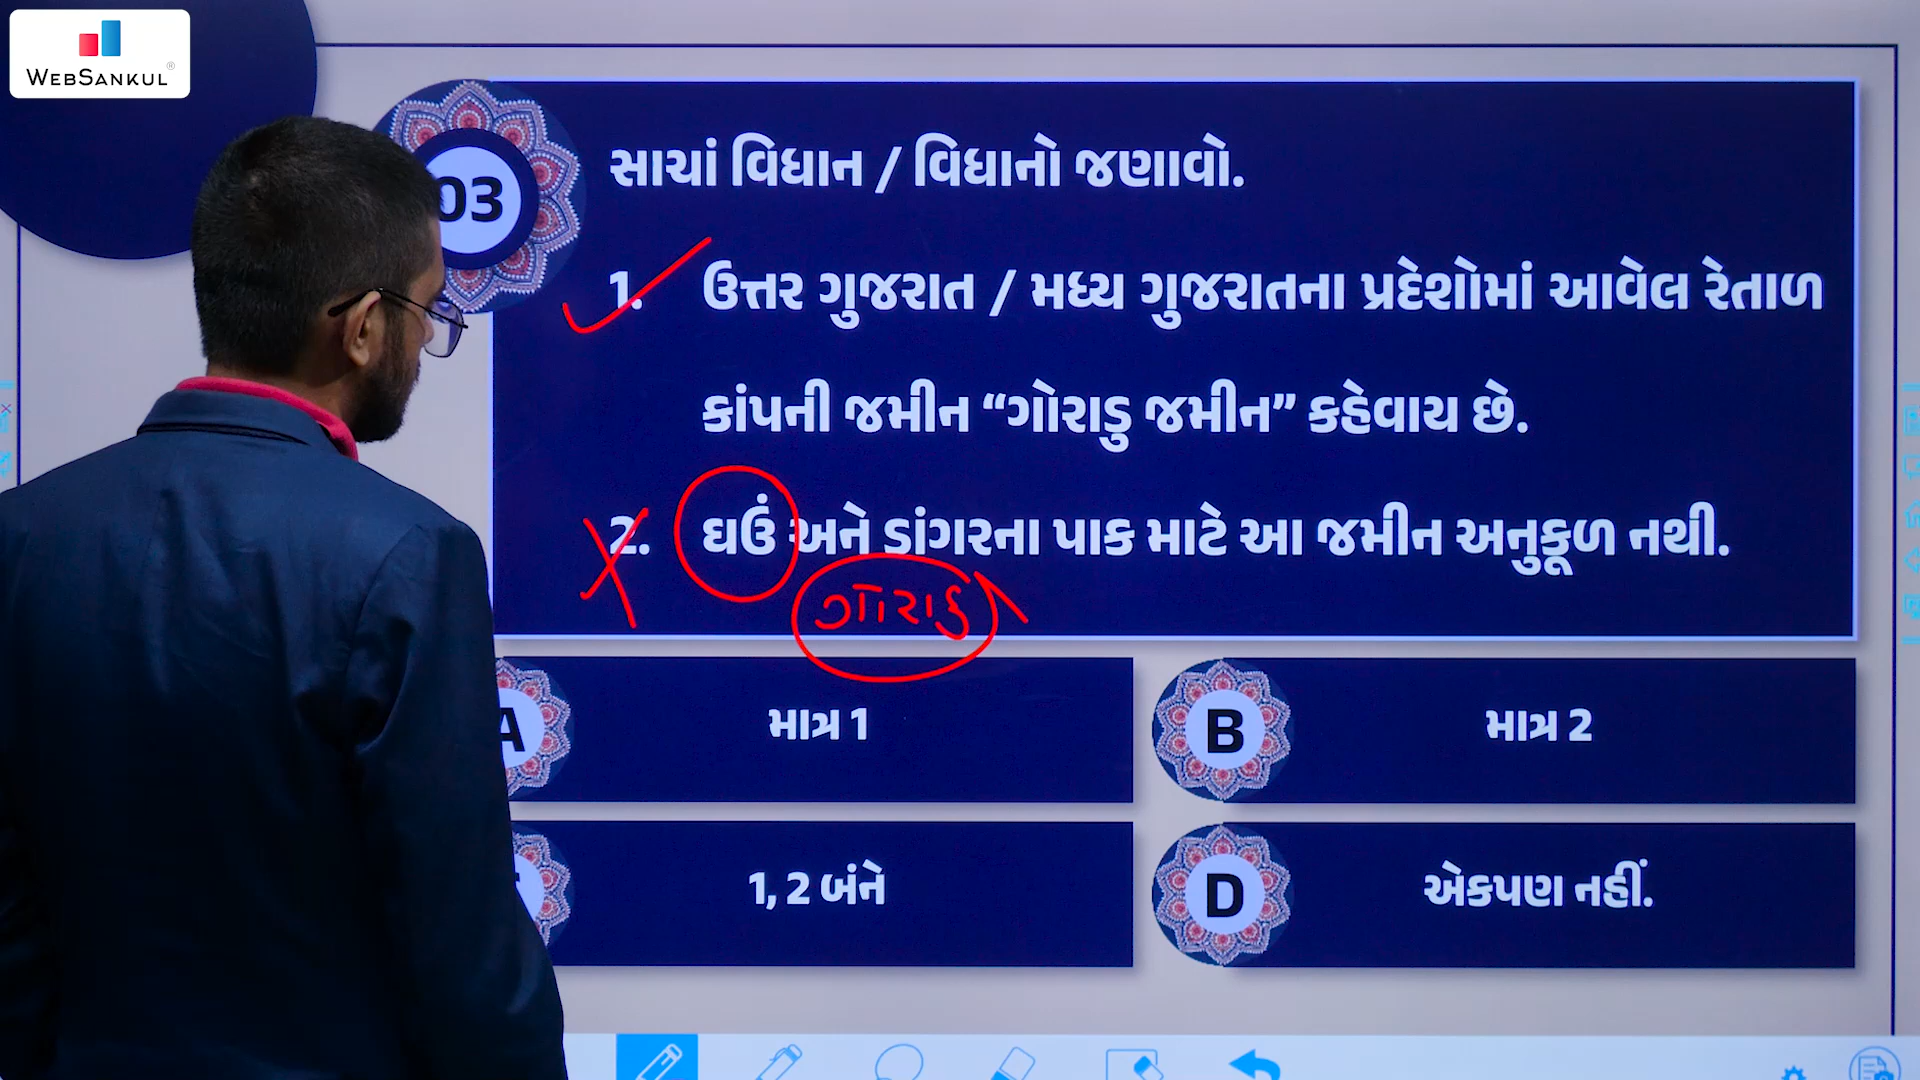 WEBSANKUL
03
સાચાં વિધાન / વિધાનો જણાવો.
1. ઉત્તર ગુજરાત / મધ્ય ગુજરાતના પ્રદેશોમાં આવેલ રેતાળ
કાંપની જમીન “ગોરાડુ જમીન” કહેવાય છે.
2. ઘઉં અને ડાંગરના પાક માટે આ જમીન અનુકૂળ નથી.
ગોરાડુ
A માત્ર 1
B માત્ર 2
1, 2 બંને
D એકપણ નહીં.